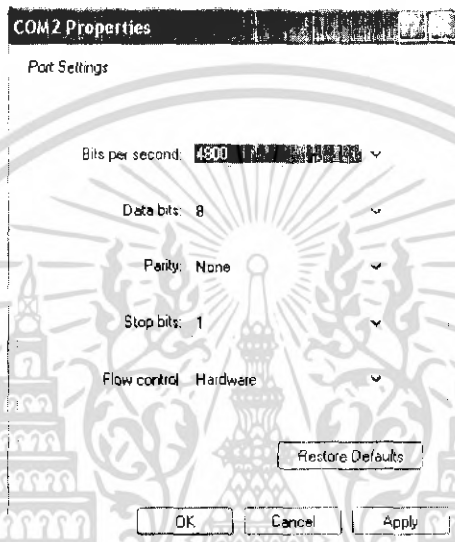 COM2 Properties
Port Settings
Bits per second: 4800
Data bits: 8
Parity: None
Stop bits: 1
Flow control Hardware
Restore Defaults
OK Cancel Apply